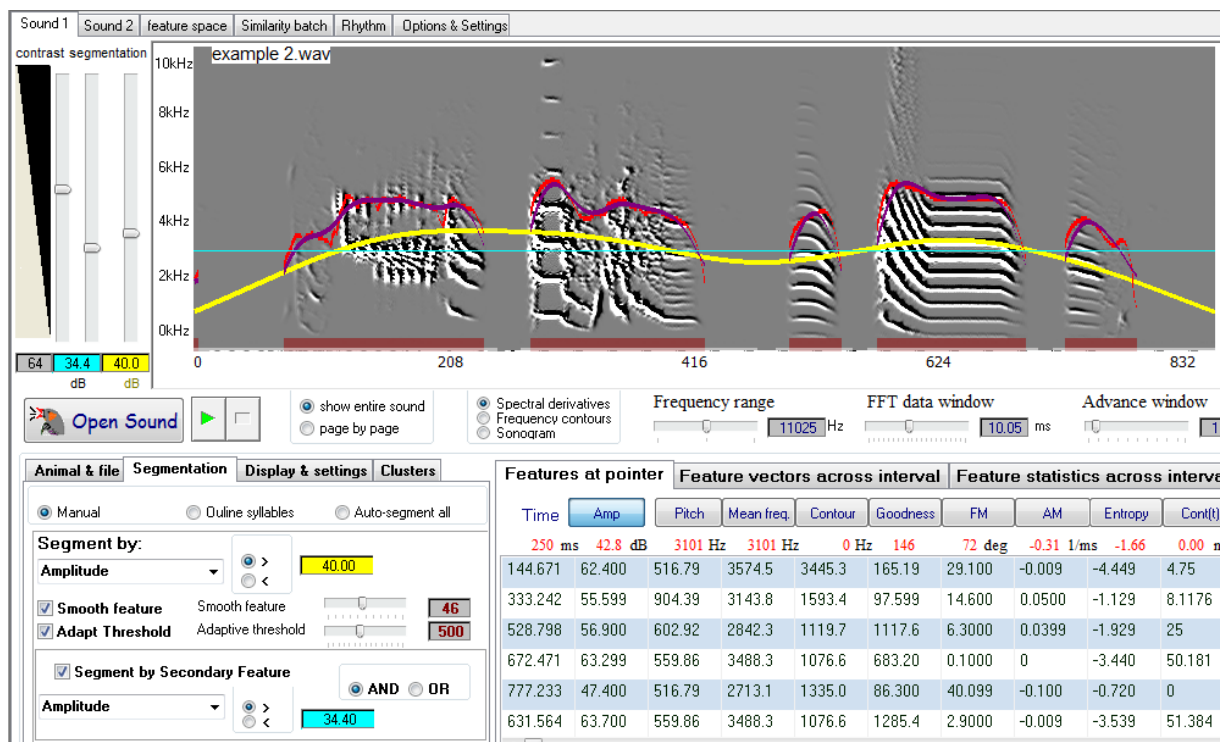 Sound 1 Sound 2 feature space Similarity batch Rhythm Options & Settings
contrast segmentation
example 2.wav
10kHz
8kHz
6kHz
4kHz
2kHz
0kHz
0 208 416 624 832
64 34.4 40.0
dB dB
Open Sound
show entire sound
page by page
Spectral derivatives
Frequency contours
Sonogram
Frequency range
11025 Hz
FFT data window
10.05 ms
Advance window
1
Animal & file Segmentation Display & settings Clusters
Manual Ouline syllables Auto-segment all
Segment by:
Amplitude
>
<
40.00
Smooth feature Smooth feature 46
Adapt Threshold Adaptive threshold 500
Segment by Secondary Feature
AND OR
Amplitude
>
<
34.40
Features at pointer Feature vectors across interval Feature statistics across interva
Time Amp Pitch Mean freq. Contour Goodness FM AM Entropy Cont(t)
250 ms 42.8 dB 3101 Hz 3101 Hz 0 Hz 146 72 deg -0.31 1/ms -1.66 0.00
144.671 62.400 516.79 3574.5 3445.3 165.19 29.100 -0.009 -4.449 4.75
333.242 55.599 904.39 3143.8 1593.4 97.599 14.600 0.0500 -1.129 8.1176
528.798 56.900 602.92 2842.3 1119.7 1117.6 6.3000 0.0399 -1.929 25
672.471 63.299 559.86 3488.3 1076.6 683.20 0.1000 0 -3.440 50.181
777.233 47.400 516.79 2713.1 1335.0 86.300 40.099 -0.100 -0.720 0
631.564 63.700 559.86 3488.3 1076.6 1285.4 2.9000 -0.009 -3.539 51.384